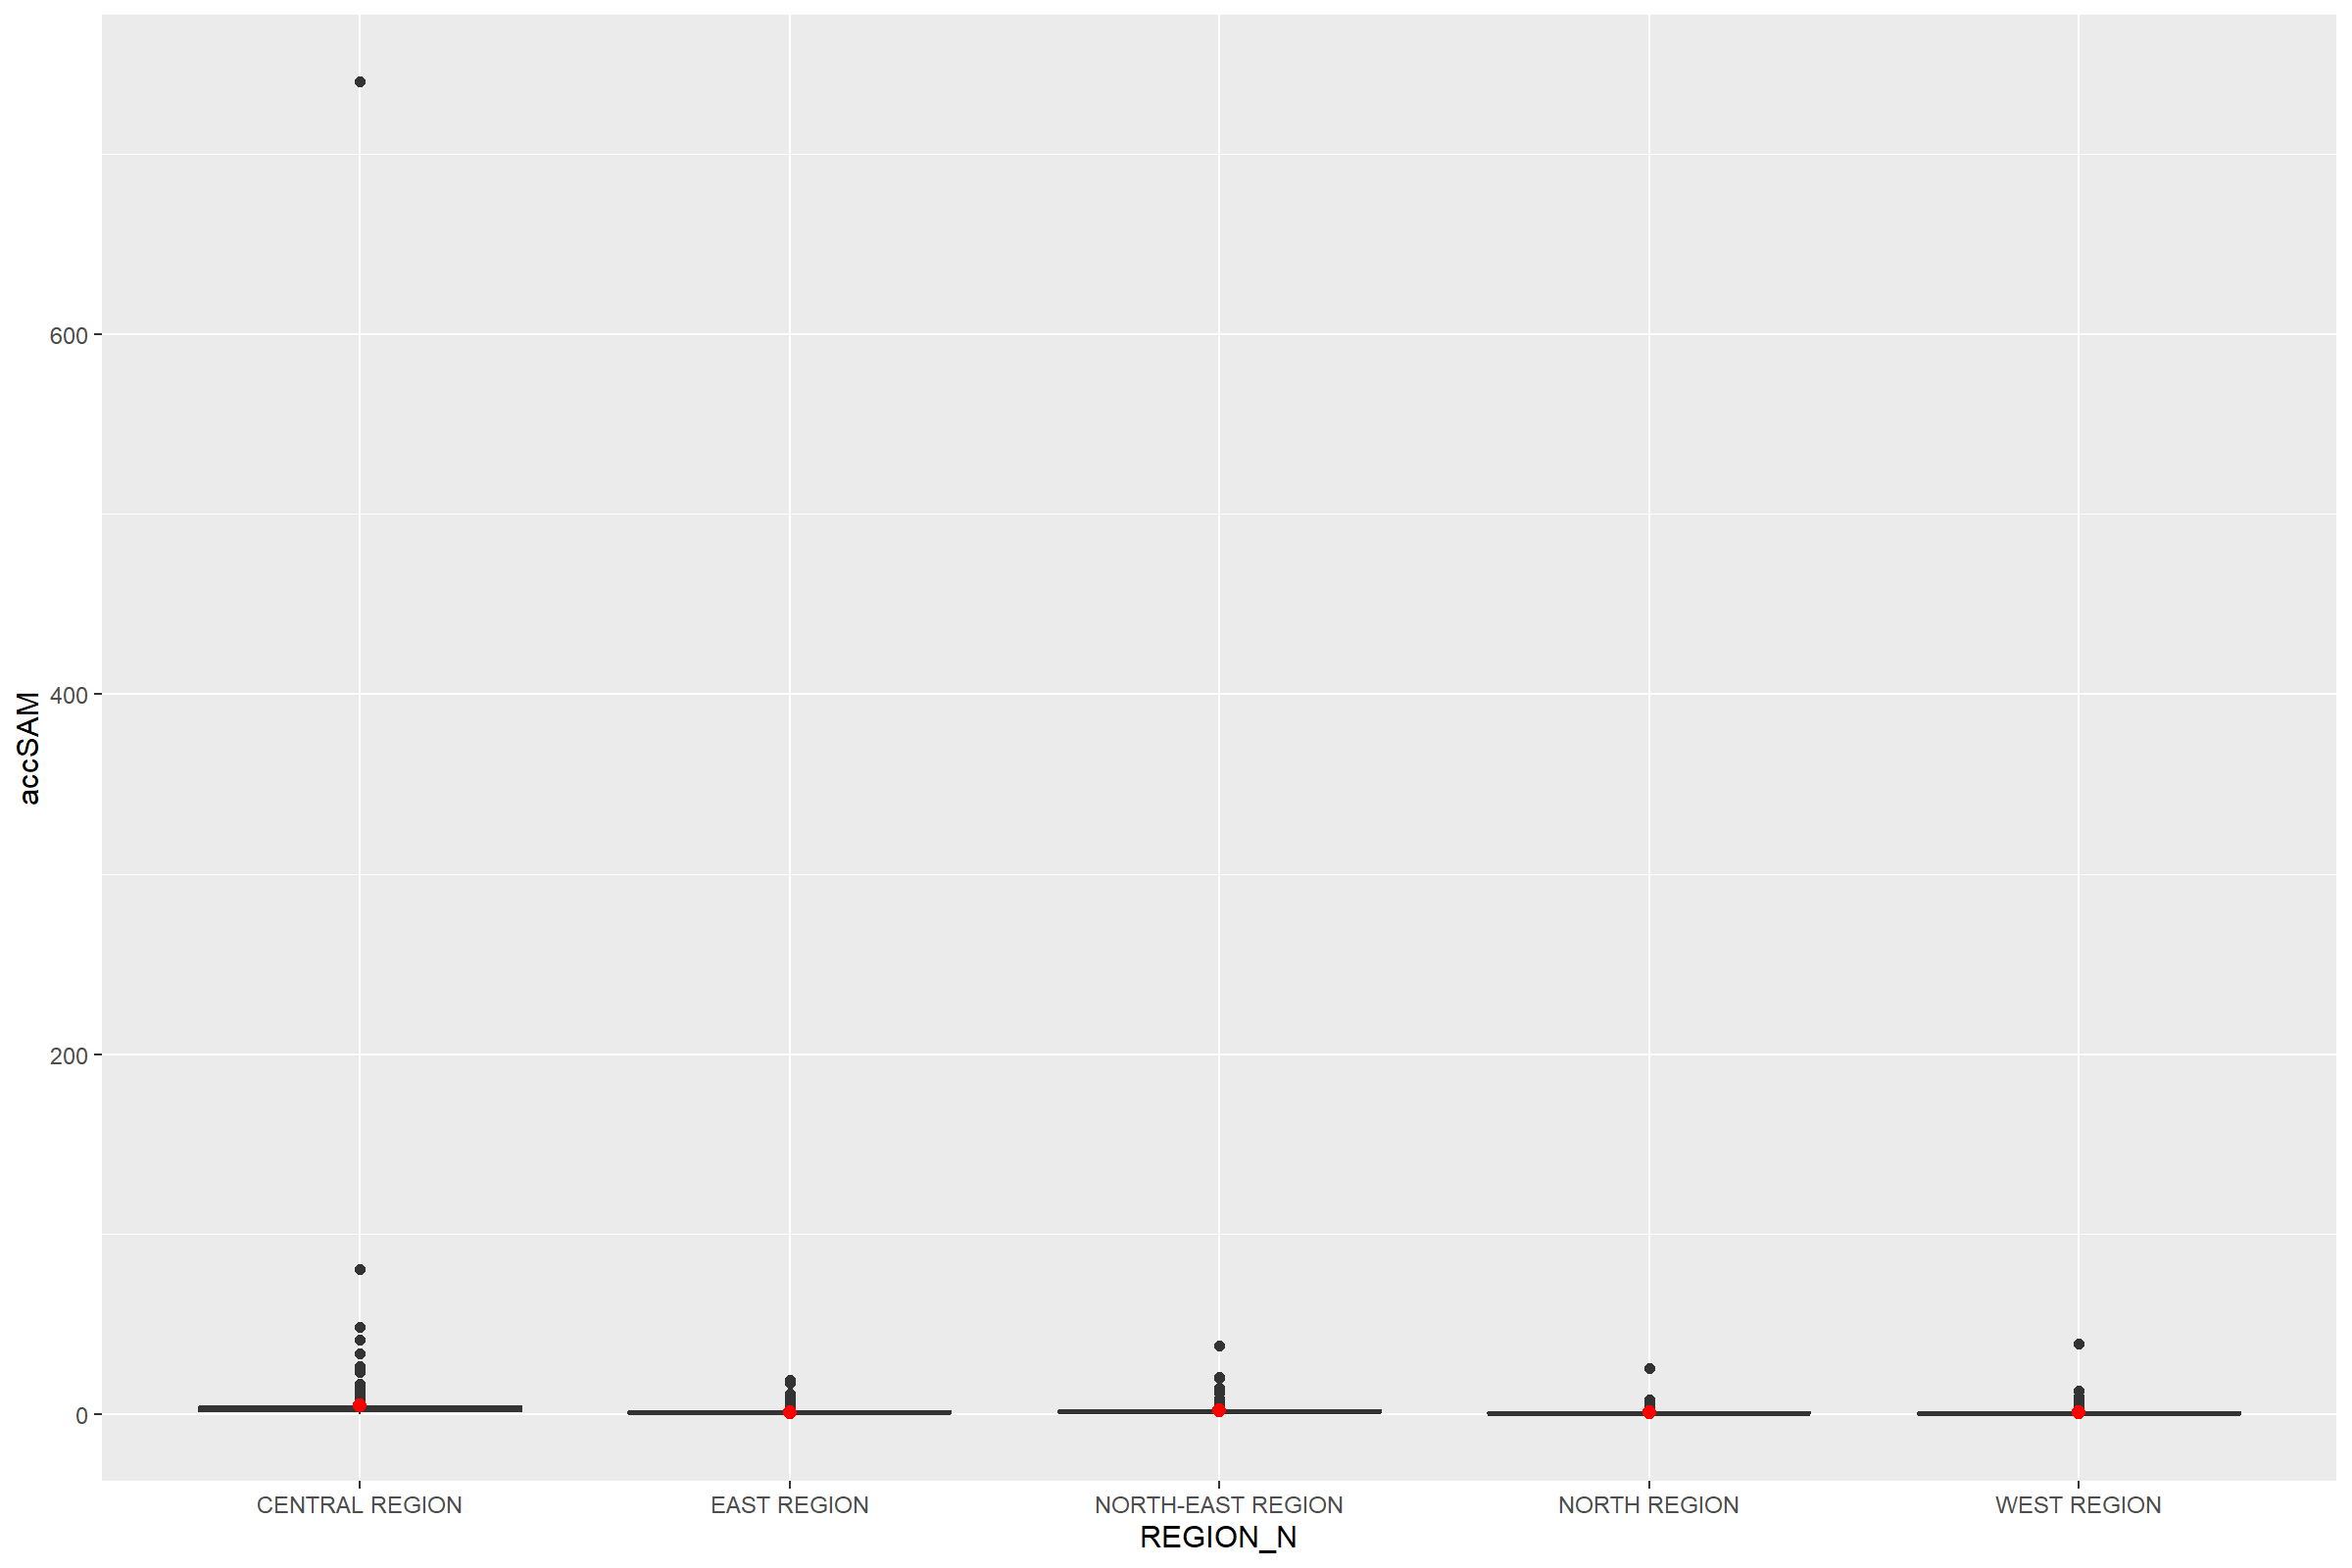 accSAM
600
400
200
0
CENTRAL REGION
EAST REGION
NORTH-EAST REGION
NORTH REGION
WEST REGION
REGION_N